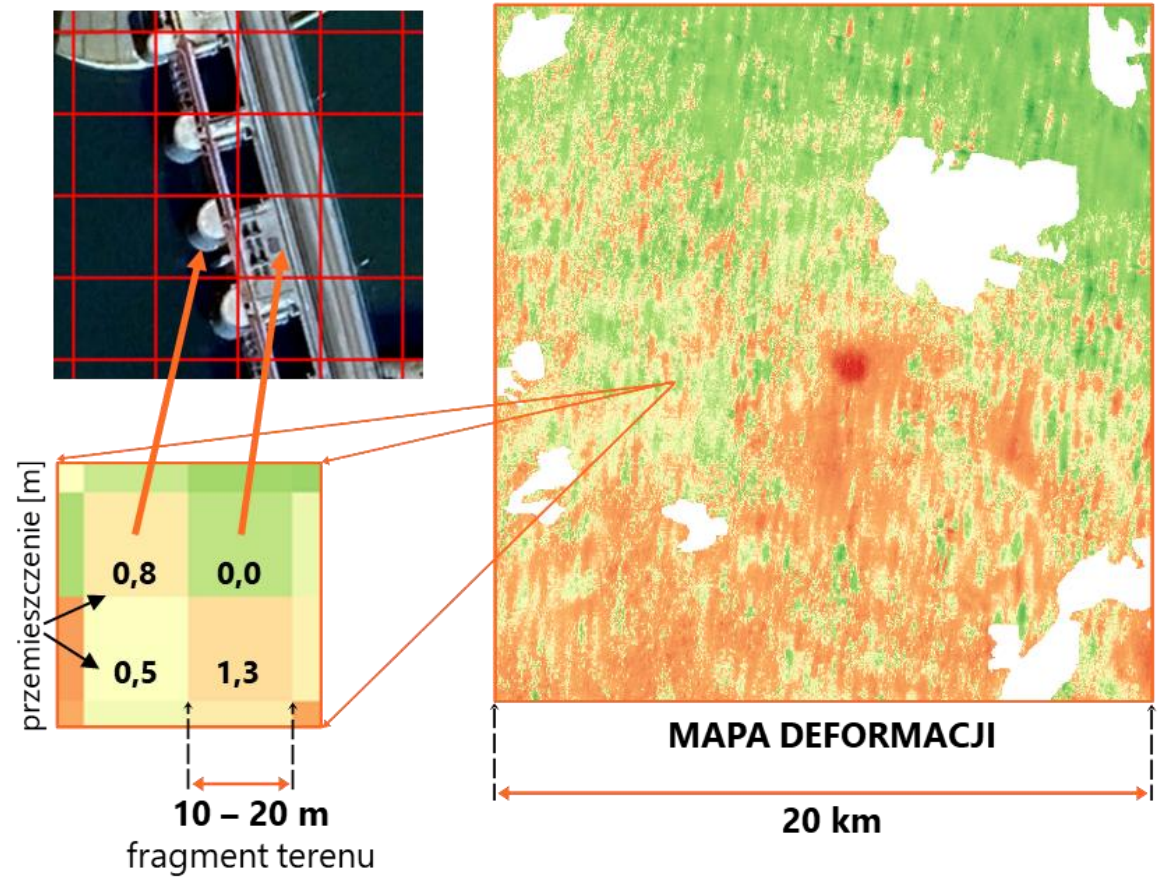 przemieszczenie [m]
0,8
0,0
0,5
1,3
10 – 20 m
fragment terenu
MAPA DEFORMACJI
20 km